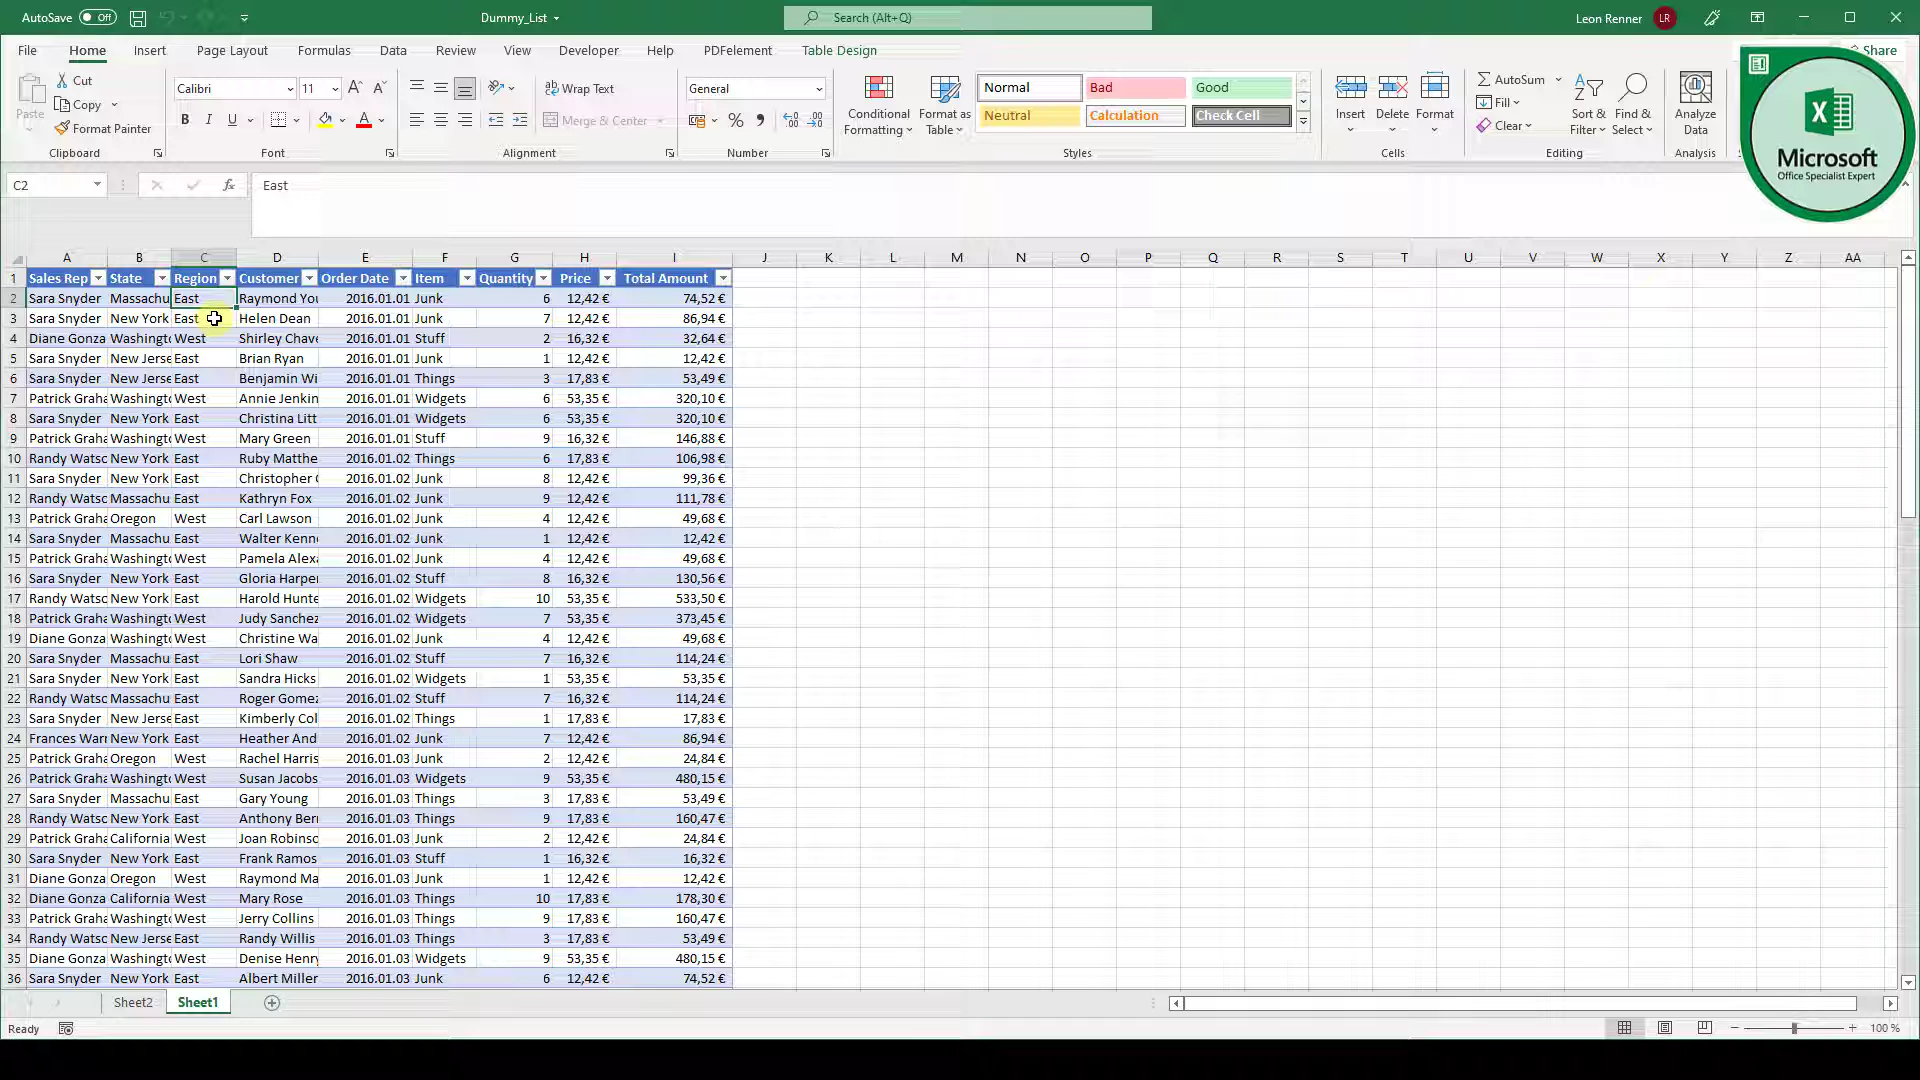 AutoSave Off
Dummy_List
Search (Alt+Q)
Leon Renner LR
File Home Insert Page Layout Formulas Data Review View Developer Help PDFelement Table Design Share
Paste Cut Copy Format Painter
Calibri 11 B I U A
Wrap Text
Merge & Center
General
%
Conditional Formatting
Format as Table
Normal Bad Good
Neutral Calculation Check Cell
Insert Delete Format
AutoSum
Fill
Clear
Sort & Filter
Find & Select
Analyze Data
Clipboard Font Alignment Number Styles Cells Editing Analysis
Microsoft
Office Specialist Expert
C2 fx East
A B C D E F G H I J K L M N O P Q R S T U V W X Y Z AA
1 Sales Rep State Region Customer Order Date Item Quantity Price Total Amount
2 Sara Snyder Massachu East Raymond You 2016.01.01 Junk 6 12,42 € 74,52 €
3 Sara Snyder New York East Helen Dean 2016.01.01 Junk 7 12,42 € 86,94 €
4 Diane Gonza Washingto West Shirley Chave 2016.01.01 Stuff 2 16,32 € 32,64 €
5 Sara Snyder New Jerse East Brian Ryan 2016.01.01 Junk 1 12,42 € 12,42 €
6 Sara Snyder New Jerse East Benjamin Wi 2016.01.01 Things 3 17,83 € 53,49 €
7 Patrick Graha Washingto West Annie Jenkin 2016.01.01 Widgets 6 53,35 € 320,10 €
8 Sara Snyder New York East Christina Litt 2016.01.01 Widgets 6 53,35 € 320,10 €
9 Patrick Graha Washingto West Mary Green 2016.01.01 Stuff 9 16,32 € 146,88 €
10 Randy Watso New York East Ruby Matthe 2016.01.02 Things 6 17,83 € 106,98 €
11 Sara Snyder New York East Christopher 2016.01.02 Junk 8 12,42 € 99,36 €
12 Randy Watso Massachu East Kathryn Fox 2016.01.02 Junk 9 12,42 € 111,78 €
13 Patrick Graha Oregon West Carl Lawson 2016.01.02 Junk 4 12,42 € 49,68 €
14 Sara Snyder Massachu East Walter Kenn 2016.01.02 Junk 1 12,42 € 12,42 €
15 Patrick Graha Washingto West Pamela Alexa 2016.01.02 Junk 4 12,42 € 49,68 €
16 Sara Snyder New York East Gloria Harper 2016.01.02 Stuff 8 16,32 € 130,56 €
17 Randy Watso New York East Harold Hunte 2016.01.02 Widgets 10 53,35 € 533,50 €
18 Patrick Graha Washingto West Judy Sanchez 2016.01.02 Widgets 7 53,35 € 373,45 €
19 Diane Gonza Washingto West Christine Wa 2016.01.02 Junk 4 12,42 € 49,68 €
20 Sara Snyder Massachu East Lori Shaw 2016.01.02 Stuff 7 16,32 € 114,24 €
21 Sara Snyder New York East Sandra Hicks 2016.01.02 Widgets 1 53,35 € 53,35 €
22 Randy Watso Massachu East Roger Gomez 2016.01.02 Stuff 7 16,32 € 114,24 €
23 Sara Snyder New Jerse East Kimberly Col 2016.01.02 Things 1 17,83 € 17,83 €
24 Frances Warr New York East Heather And 2016.01.02 Junk 7 12,42 € 86,94 €
25 Patrick Graha Oregon West Rachel Harris 2016.01.03 Junk 2 12,42 € 24,84 €
26 Patrick Graha Washingto West Susan Jacobs 2016.01.03 Widgets 9 53,35 € 480,15 €
27 Sara Snyder Massachu East Gary Young 2016.01.03 Things 3 17,83 € 53,49 €
28 Randy Watso New York East Anthony Berr 2016.01.03 Things 9 17,83 € 160,47 €
29 Patrick Graha California West Joan Robinso 2016.01.03 Junk 2 12,42 € 24,84 €
30 Sara Snyder New York East Frank Ramos 2016.01.03 Stuff 1 16,32 € 16,32 €
31 Diane Gonza Oregon West Raymond Ma 2016.01.03 Junk 1 12,42 € 12,42 €
32 Diane Gonza California West Mary Rose 2016.01.03 Things 10 17,83 € 178,30 €
33 Patrick Graha Washingto West Jerry Collins 2016.01.03 Things 9 17,83 € 160,47 €
34 Randy Watso New Jerse East Randy Willis 2016.01.03 Things 3 17,83 € 53,49 €
35 Diane Gonza Washingto West Denise Henry 2016.01.03 Widgets 9 53,35 € 480,15 €
36 Sara Snyder New York East Albert Miller 2016.01.03 Junk 6 12,42 € 74,52 €
Sheet2 Sheet1
Ready 100 %